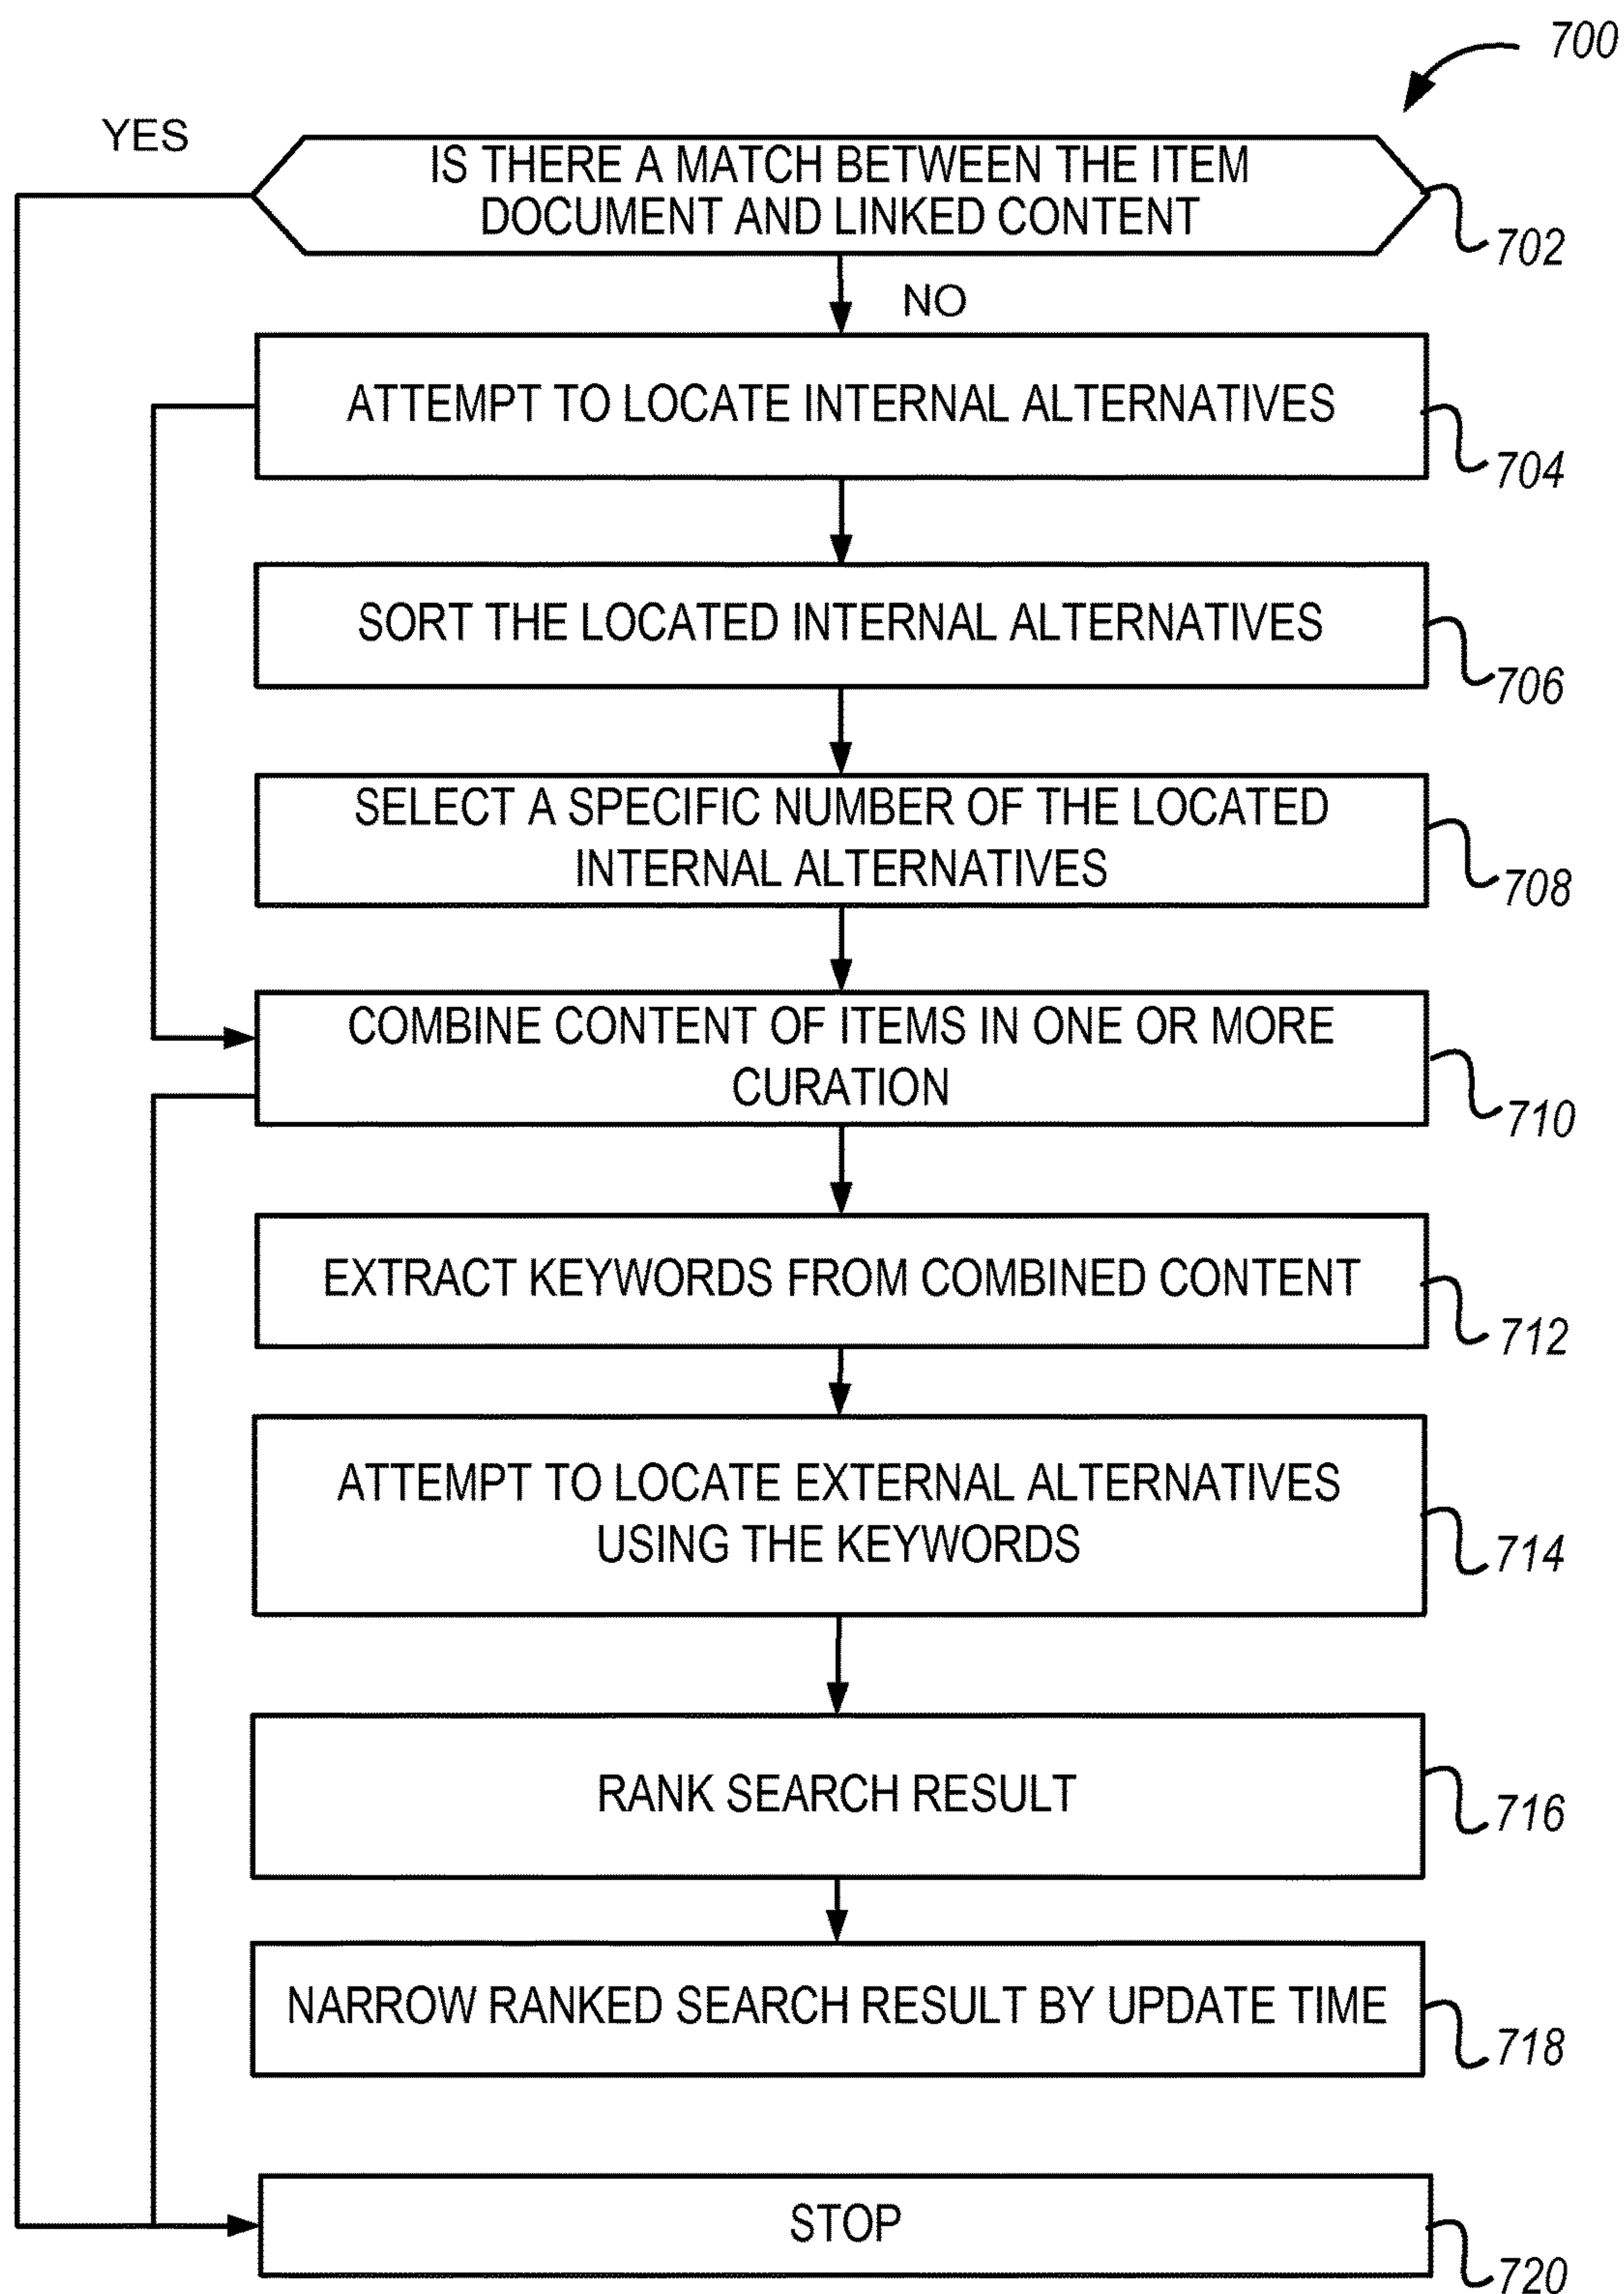 700
YES
IS THERE A MATCH BETWEEN THE ITEM
DOCUMENT AND LINKED CONTENT
702
NO
ATTEMPT TO LOCATE INTERNAL ALTERNATIVES
704
SORT THE LOCATED INTERNAL ALTERNATIVES
706
SELECT A SPECIFIC NUMBER OF THE LOCATED
INTERNAL ALTERNATIVES
708
COMBINE CONTENT OF ITEMS IN ONE OR MORE
CURATION
710
EXTRACT KEYWORDS FROM COMBINED CONTENT
712
ATTEMPT TO LOCATE EXTERNAL ALTERNATIVES
USING THE KEYWORDS
714
RANK SEARCH RESULT
716
NARROW RANKED SEARCH RESULT BY UPDATE TIME
718
STOP
720